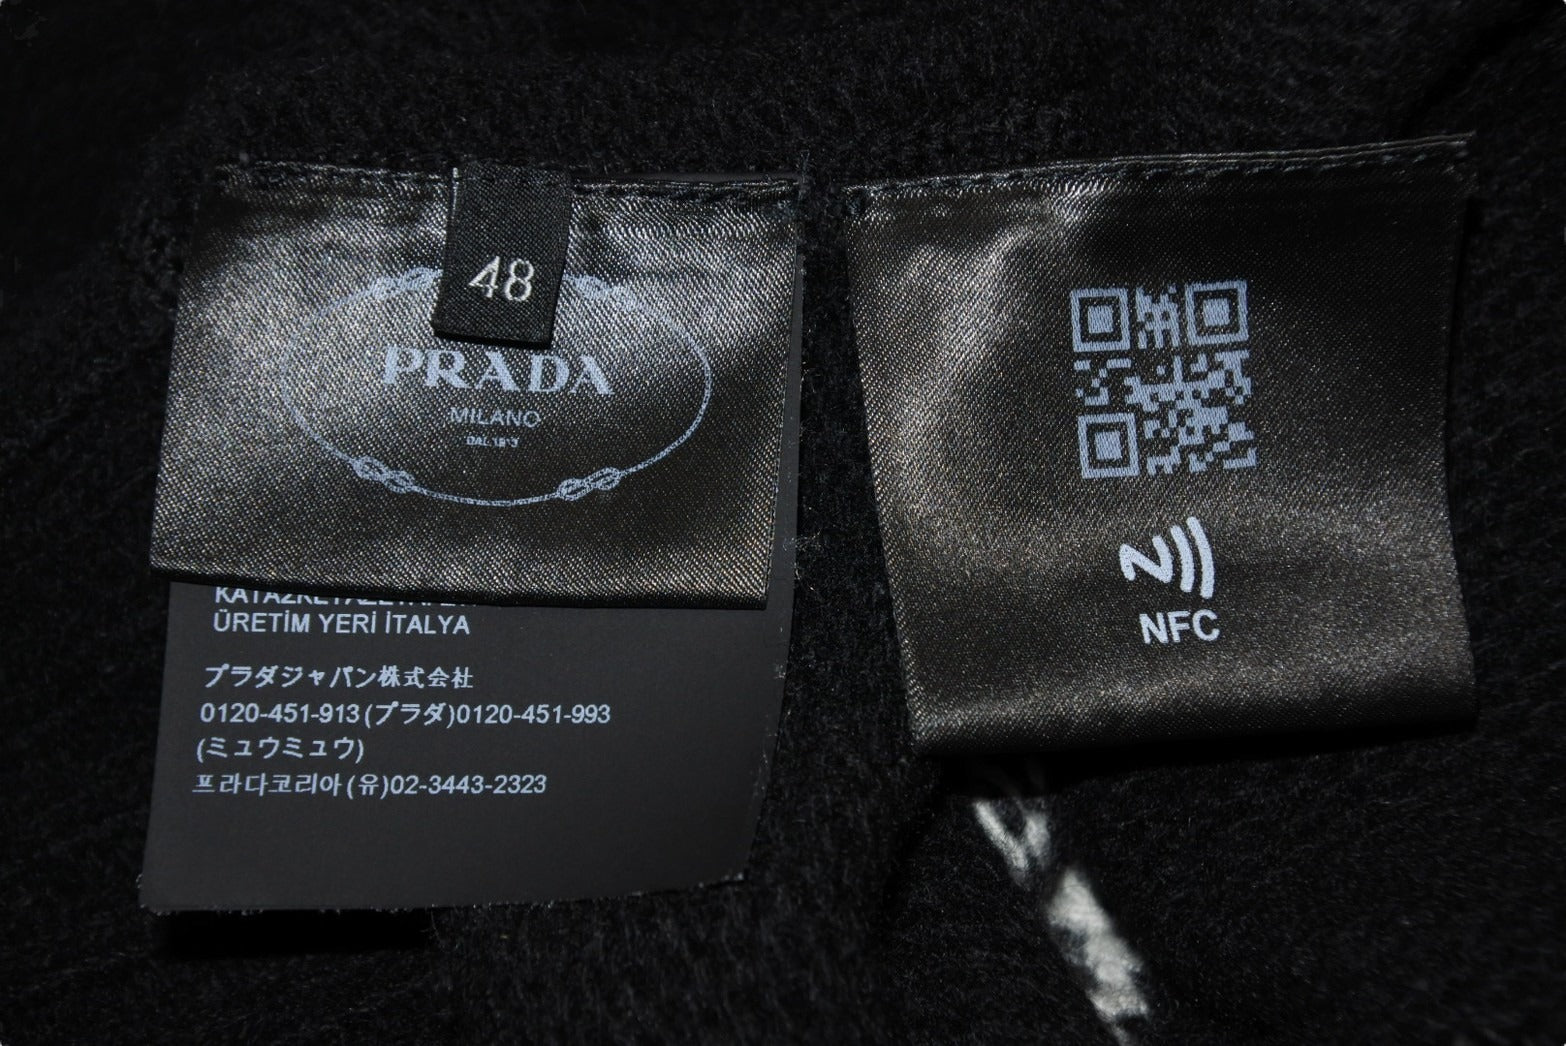 48
PRADA
MILANO
ÜRETİM YERİ İTALYA
プラダジャパン株式会社
0120-451-913(プラダ)0120-451-993
(ミュウミュウ)
프라다코리아(유)02-3443-2323
NFC